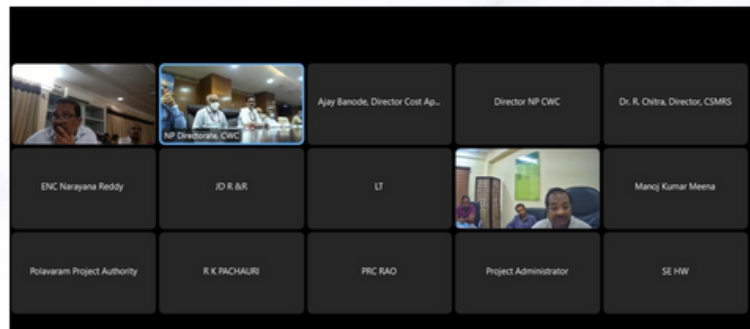 NP Directorate, CWC
Ajay Banode, Director Cost Ap...
Director NP CWC
Dr. R. Chitra, Director, CSMRS
ENC Narayana Reddy
JD R &R
LT
Manoj Kumar Meena
Polavaram Project Authority
R K PACHAURI
PRC RAO
Project Administrator
SE HW